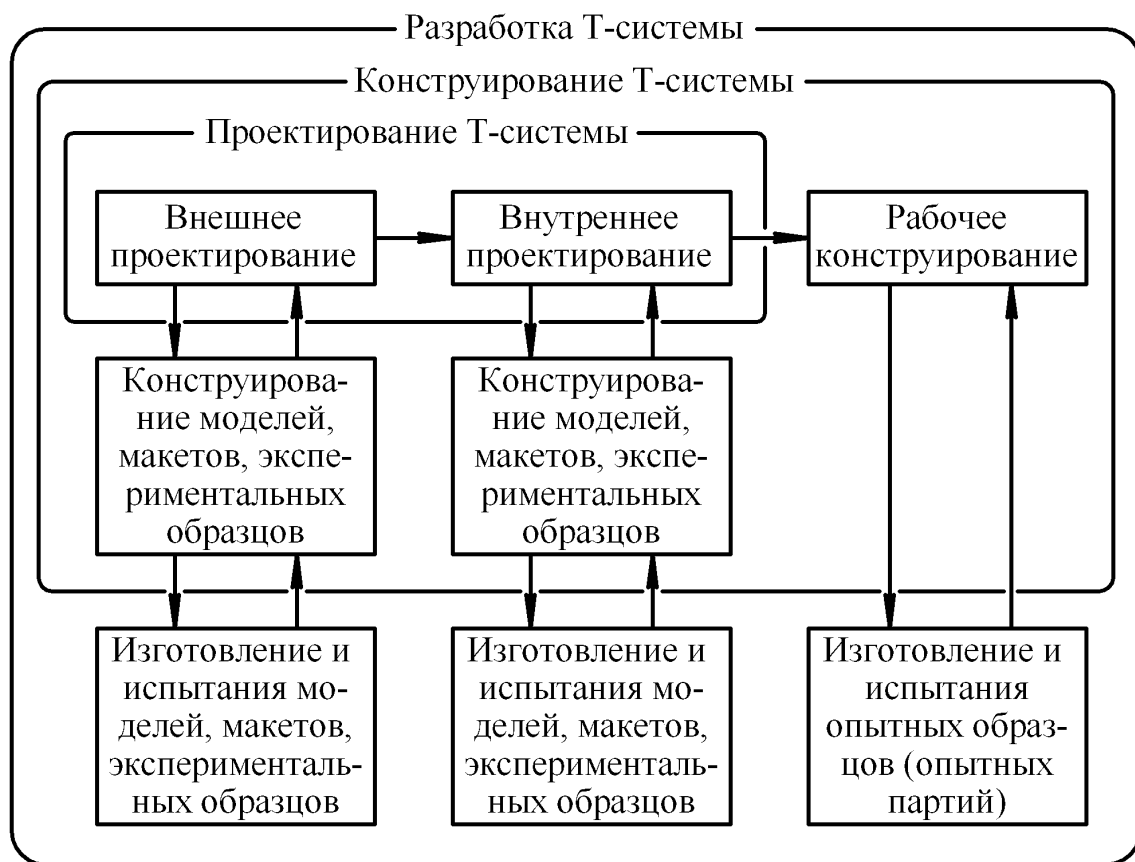 Разработка Т-системы
Конструирование Т-системы
Проектирование Т-системы
Внешнее
проектирование
Внутреннее
проектирование
Рабочее
конструирование
Конструирова-
ние моделей,
макетов, экспе-
риментальных
образцов
Конструирова-
ние моделей,
макетов, экспе-
риментальных
образцов
Изготовление и
испытания мо-
делей, макетов,
эксперименталь-
ных образцов
Изготовление и
испытания мо-
делей, макетов,
эксперименталь-
ных образцов
Изготовление и
испытания
опытных образ-
цов (опытных
партий)